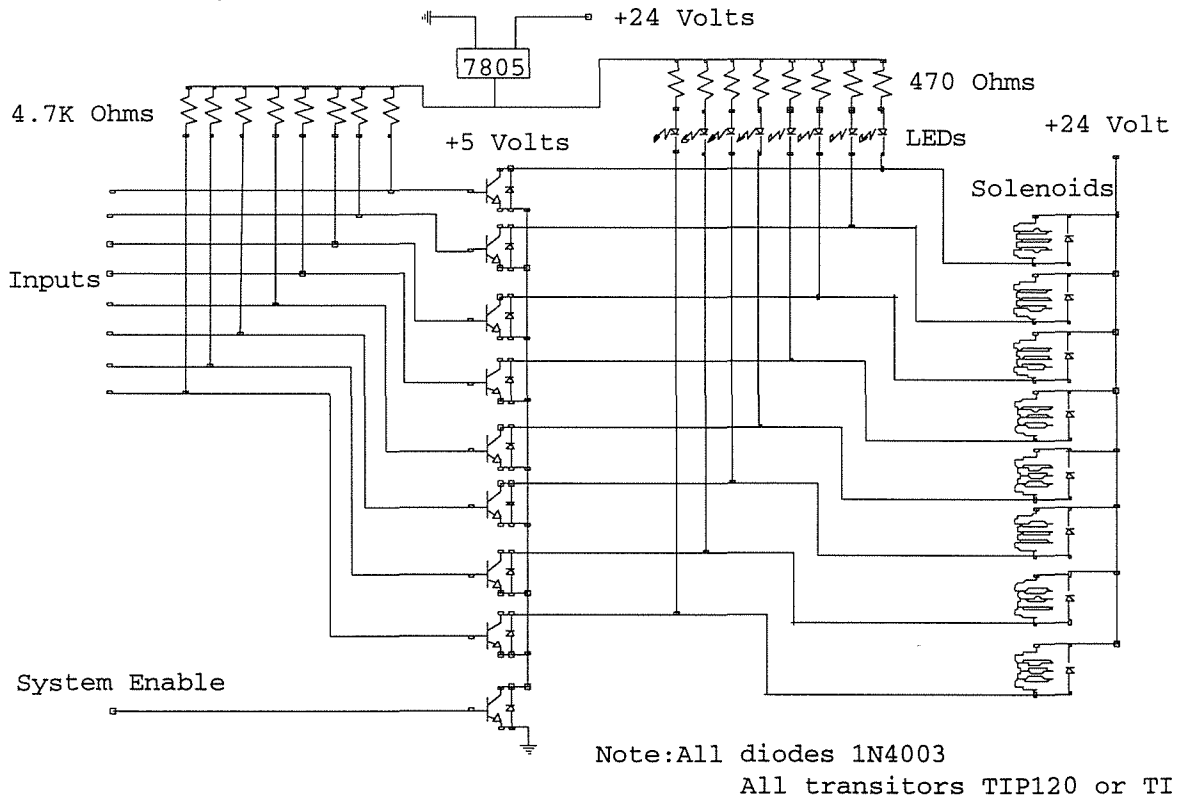 +24 Volts
7805
4.7K Ohms
470 Ohms
+5 Volts
LEDs
+24 Volt
Solenoids
Inputs
System Enable
Note:All diodes 1N4003
All transitors TIP120 or TI